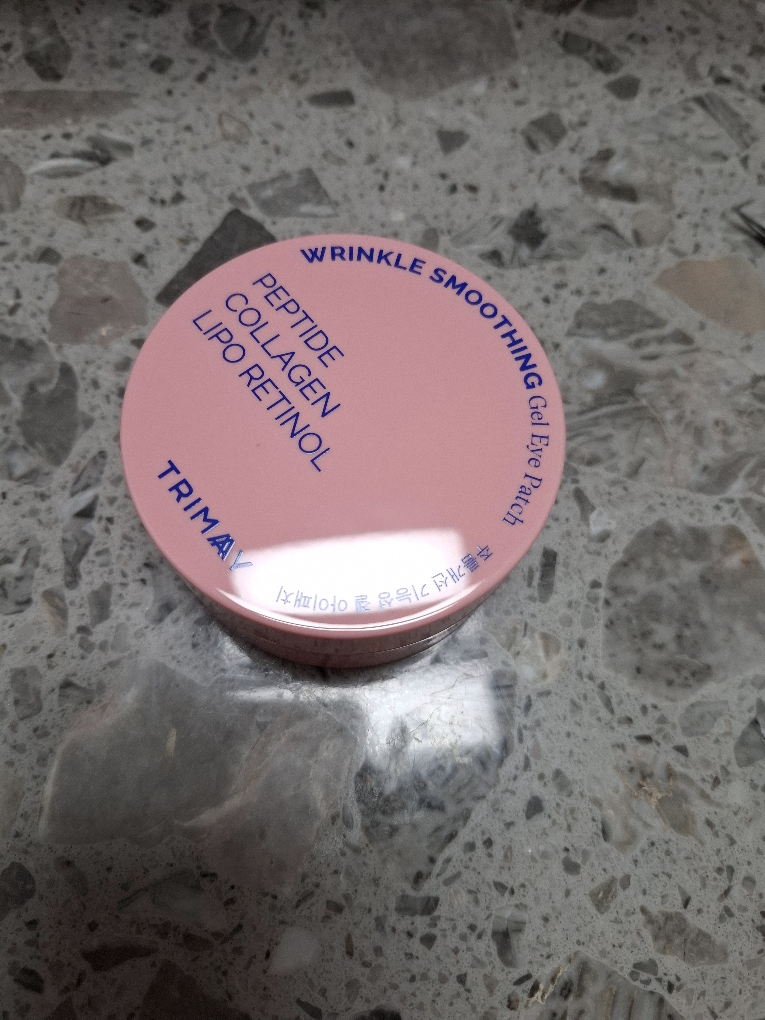 WRINKLE SMOOTHING Gel Eye Patch
주름개선 기능성 겔 아이패치
PEPTIDE
COLLAGEN
LIPO RETINOL
TRIMAY